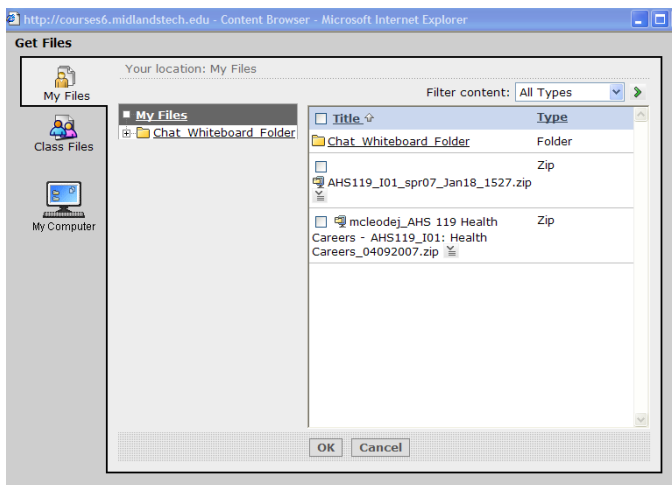 http://courses6.midlandstech.edu - Content Browser - Microsoft Internet Explorer
Get Files
Your location: My Files
My Files
Class Files
My Computer
Filter content: All Types
My Files
Chat_Whiteboard_Folder
Title Type
Chat_Whiteboard_Folder Folder
Zip
AHS119_I01_spr07_Jan18_1527.zip
mcleodej_AHS 119 Health Zip
Careers - AHS119_I01: Health
Careers_04092007.zip
OK Cancel